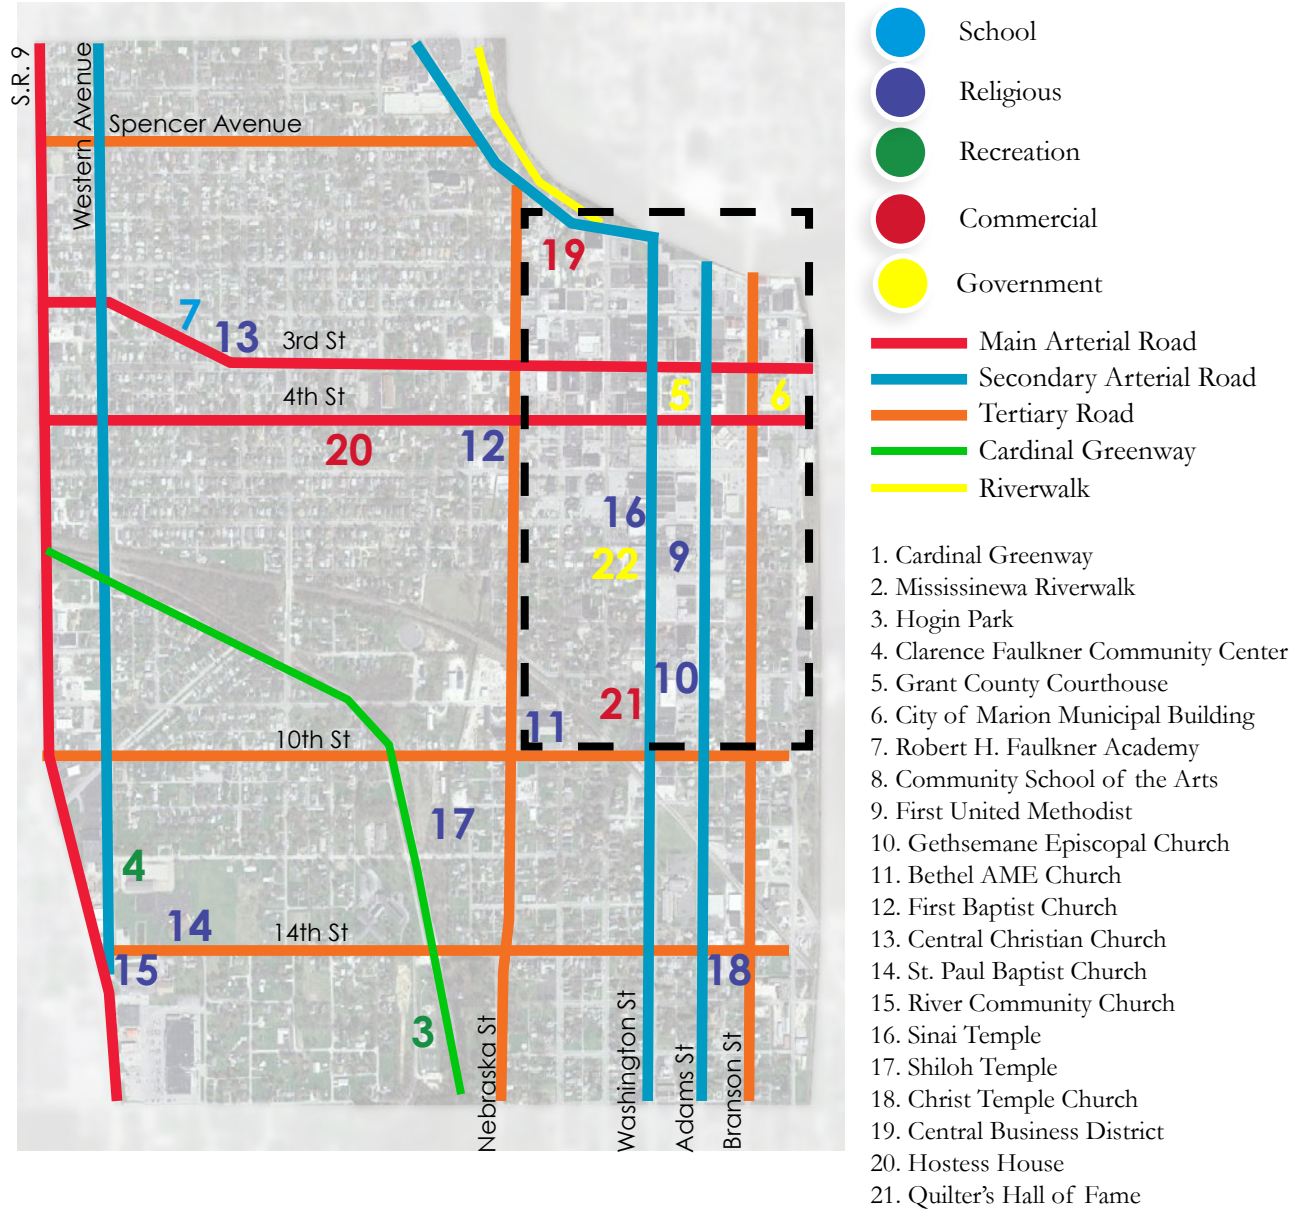 S.R. 9
Western Avenue
Spencer Avenue
19
7
13
3rd St
4th St
5
6
20
12
16
22
9
10
21
11
10th St
17
4
14
14th St
15
18
3
Nebraska St
Washington St
Adams St
Branson St
School
Religious
Recreation
Commercial
Government
Main Arterial Road
Secondary Arterial Road
Tertiary Road
Cardinal Greenway
Riverwalk
1. Cardinal Greenway
2. Mississinewa Riverwalk
3. Hogin Park
4. Clarence Faulkner Community Center
5. Grant County Courthouse
6. City of Marion Municipal Building
7. Robert H. Faulkner Academy
8. Community School of the Arts
9. First United Methodist
10. Gethsemane Episcopal Church
11. Bethel AME Church
12. First Baptist Church
13. Central Christian Church
14. St. Paul Baptist Church
15. River Community Church
16. Sinai Temple
17. Shiloh Temple
18. Christ Temple Church
19. Central Business District
20. Hostess House
21. Quilter's Hall of Fame